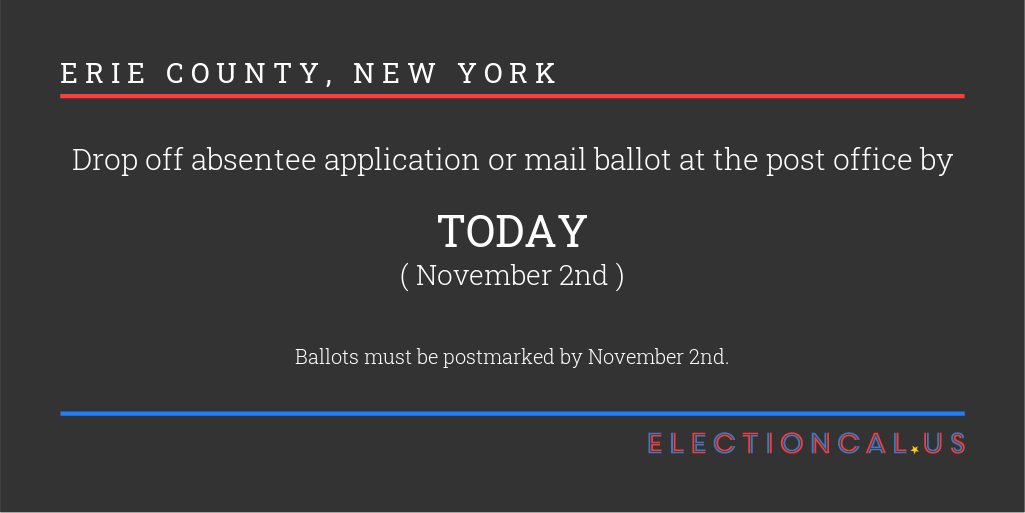 ERIE COUNTY, NEW YORK
Drop off absentee application or mail ballot at the post office by
TODAY
( November 2nd )
Ballots must be postmarked by November 2nd.
ELECTIONCAL.US